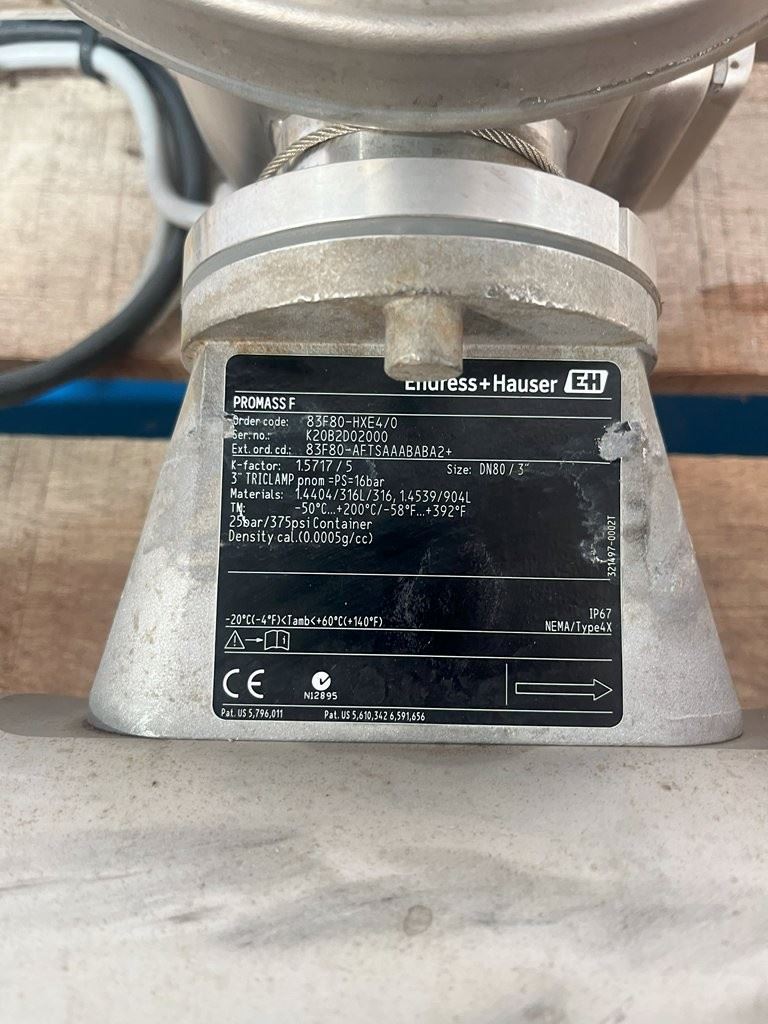 Endress+Hauser EH
PROMASS F
Order code: 83F80-HXE4/0
Ser.no.: K20B2D02000
Ext.ord.cd.: 83F80-AFTSAAABABA2+
K-factor: 1.5717 / 5 Size: DN80 / 3"
3" TRICLAMP pnom =PS=16bar
Materials: 1.4404/316L/316, 1.4539/904L
TM: -50°C...+200°C/-58°F...+392°F
25bar/375psi Container
Density cal.(0.0005g/cc)
321497-0002T
-20°C(-4°F)<Tamb<+60°C(+140°F)
IP67
NEMA/Type4X
i
CE
N12895
Pat. US 5,796,011 Pat. US 5,610,342 6,591,656